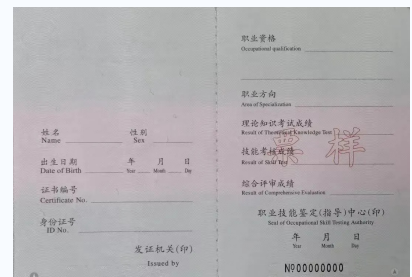 姓名 性别
Name Sex
出生日期 年 月 日
Date of Birth Year Month Day
证书编号
Certificate No.
身份证号
ID No.
发证机关(印)
Issued by
职业资格
Occupational qualification
职业方向
Area of Specialization
理论知识考试成绩
Result of Theoretical Knowledge Test
技能考核成绩
Result of Skill Test
票样
综合评审成绩
Result of Comprehensive Evaluation
职业技能鉴定(指导)中心(印)
Seal of Occupational Skill Testing Authority
年 月 日
Year Month Day
№00000000